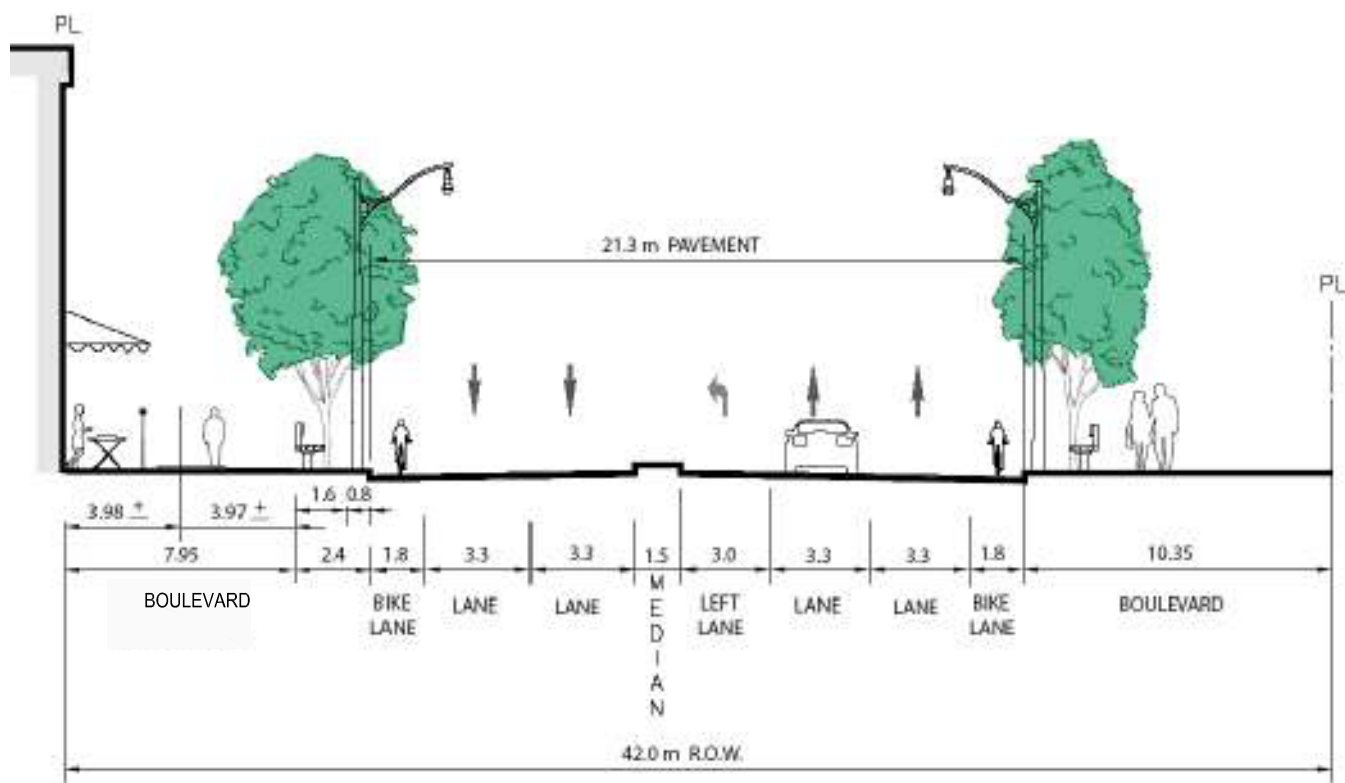 PL
21.3 m PAVEMENT
PL
1.6 0.8
3.98 ± 3.97 ±
7.95 2.4 1.8 3.3 3.3 1.5 3.0 3.3 3.3 1.8 10.35
BOULEVARD
BIKE LANE
LANE
LANE
MEDIAN
LEFT LANE
LANE
LANE
BIKE LANE
BOULEVARD
42.0 m R.O.W.